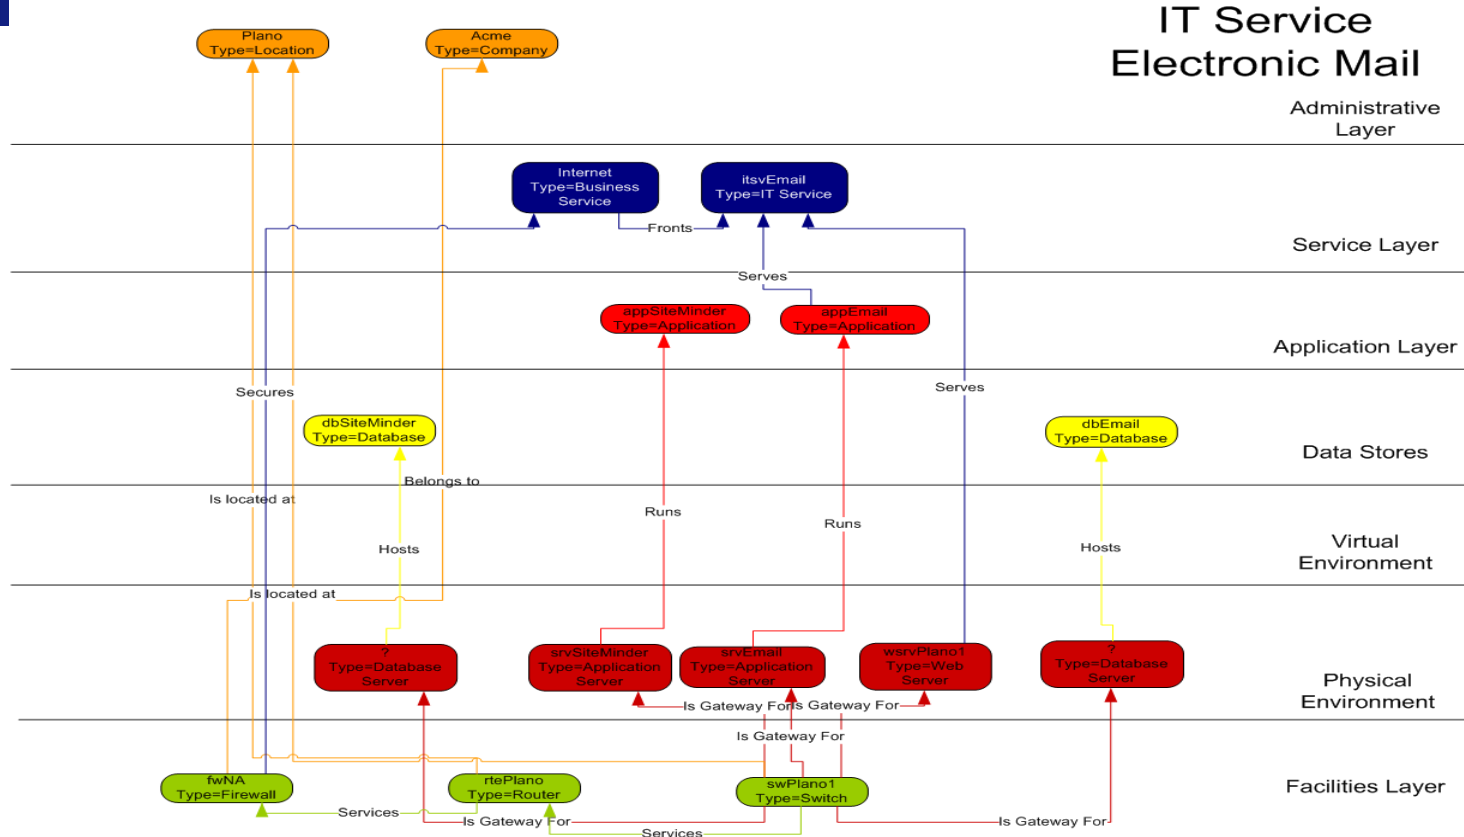 IT Service
Electronic Mail
Plano
Type=Location
Acme
Type=Company
Administrative
Layer
Internet
Type=Business
Service
itsvEmail
Type=IT Service
Fronts
Service Layer
Serves
appSiteMinder
Type=Application
appEmail
Type=Application
Application Layer
Secures
Serves
dbSiteMinder
Type=Database
dbEmail
Type=Database
Data Stores
Belongs to
Is located at
Runs
Runs
Hosts
Hosts
Virtual
Environment
Is located at
?
Type=Database
Server
srvSiteMinder
Type=Application
Server
srvEmail
Type=Application
Server
wsrvPlano1
Type=Web
Server
?
Type=Database
Server
Physical
Environment
Is Gateway For
Is Gateway For
Is Gateway For
fwNA
Type=Firewall
rtePlano
Type=Router
swPlano1
Type=Switch
Facilities Layer
Services
Is Gateway For
Is Gateway For
Services